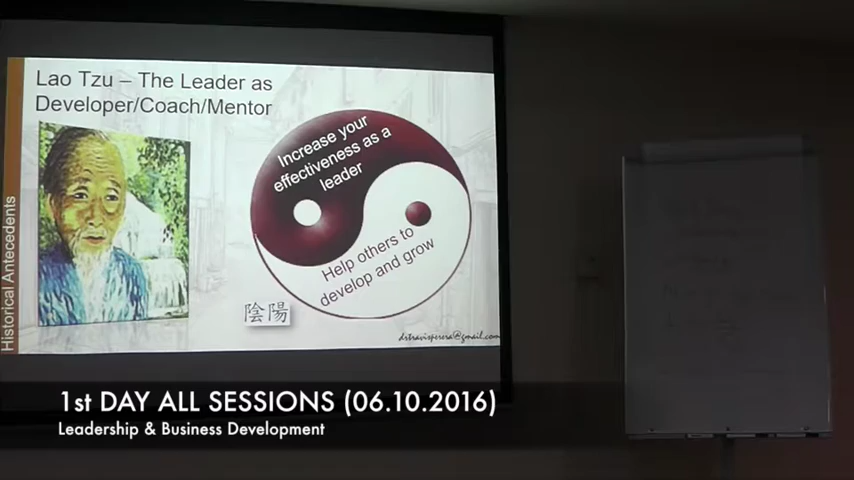 Lao Tzu – The Leader as
Developer/Coach/Mentor
Historical Antecedents
Increase your
effectiveness as a
leader
Help others to
develop and grow
陰陽
drtravisperera@gmail.com
1st DAY ALL SESSIONS (06.10.2016)
Leadership & Business Development